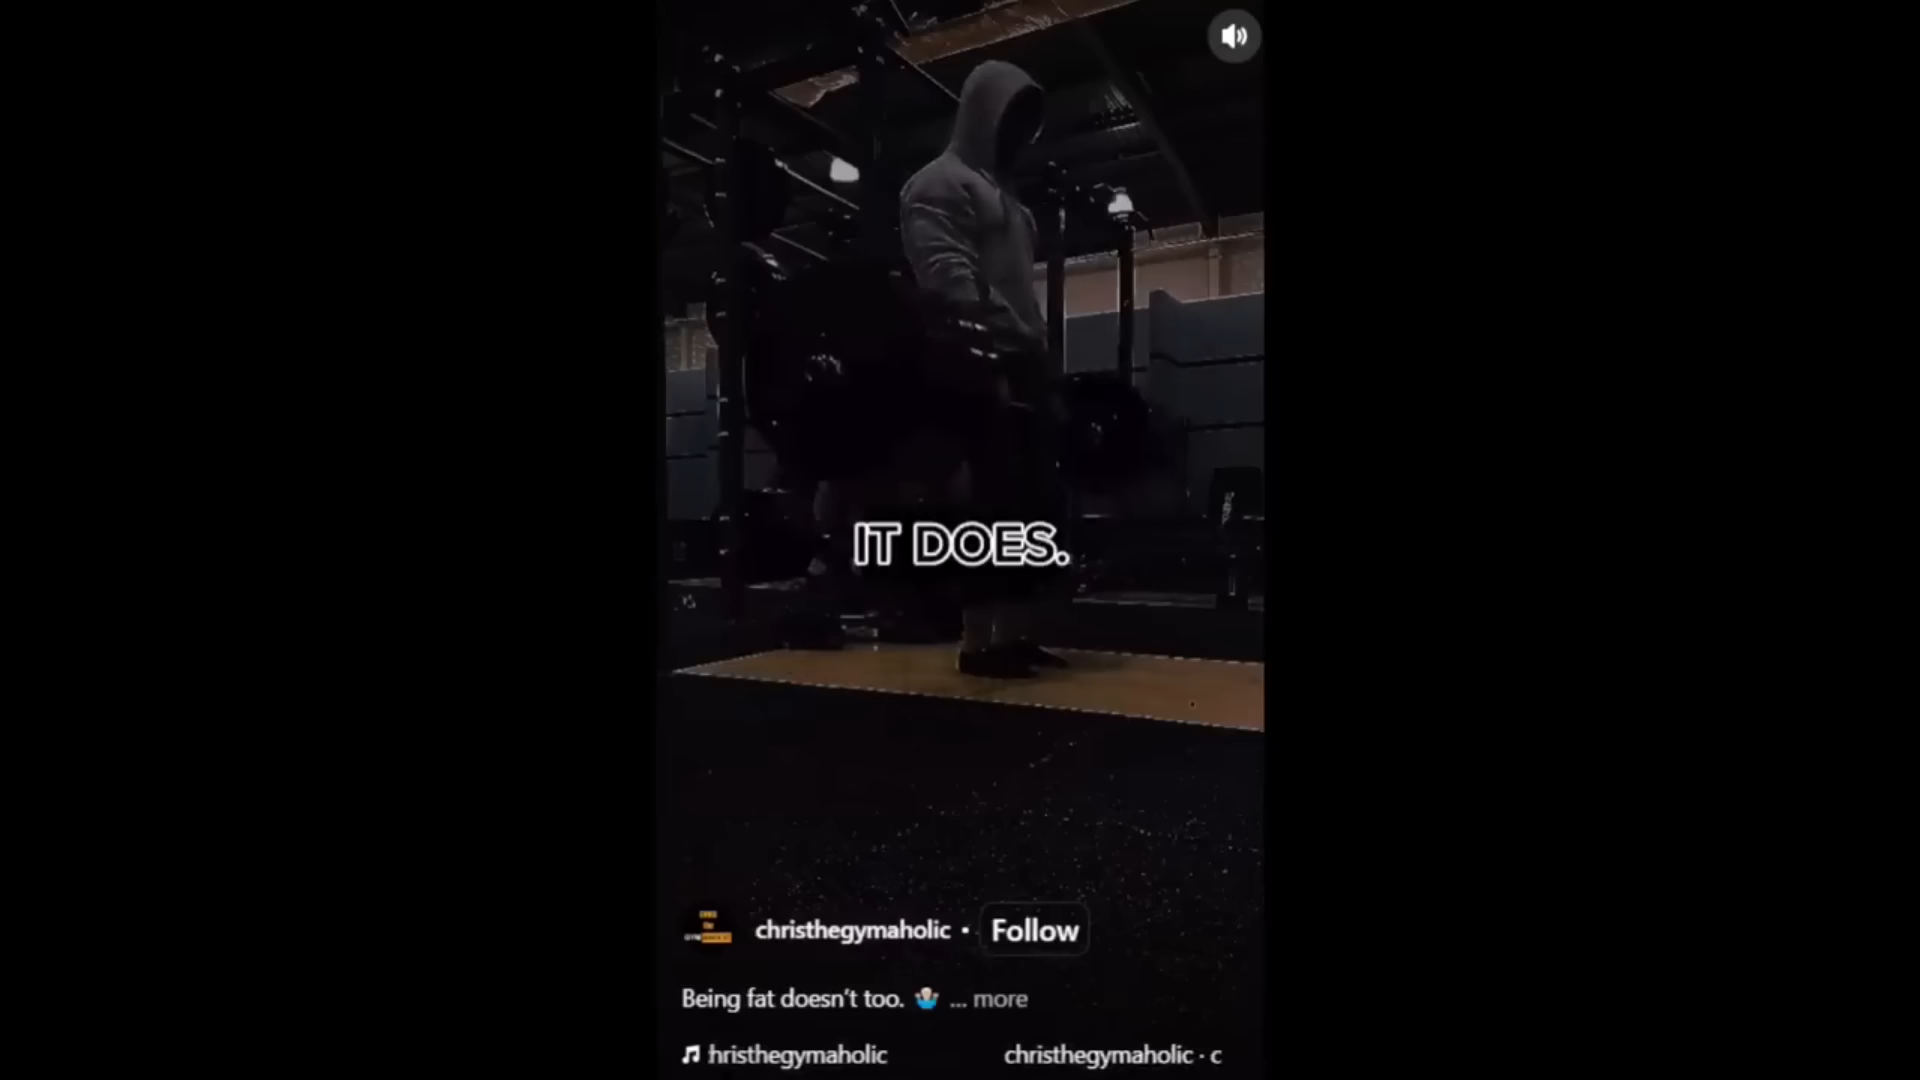 IT DOES.
christhegymaholic • Follow
Being fat doesn't too. 🤷🏻‍♂️ ... more
hristhegymaholic christhegymaholic · c